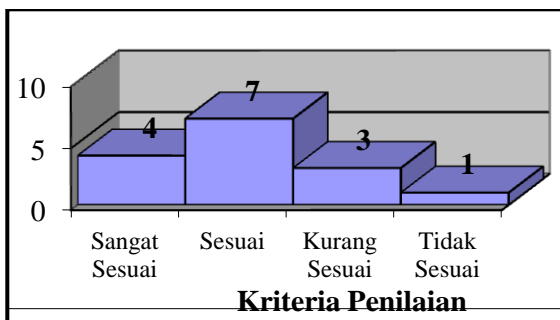 10
5
0
4
7
3
1
Sangat
Sesuai
Sesuai
Kurang
Sesuai
Tidak
Sesuai
Kriteria Penilaian